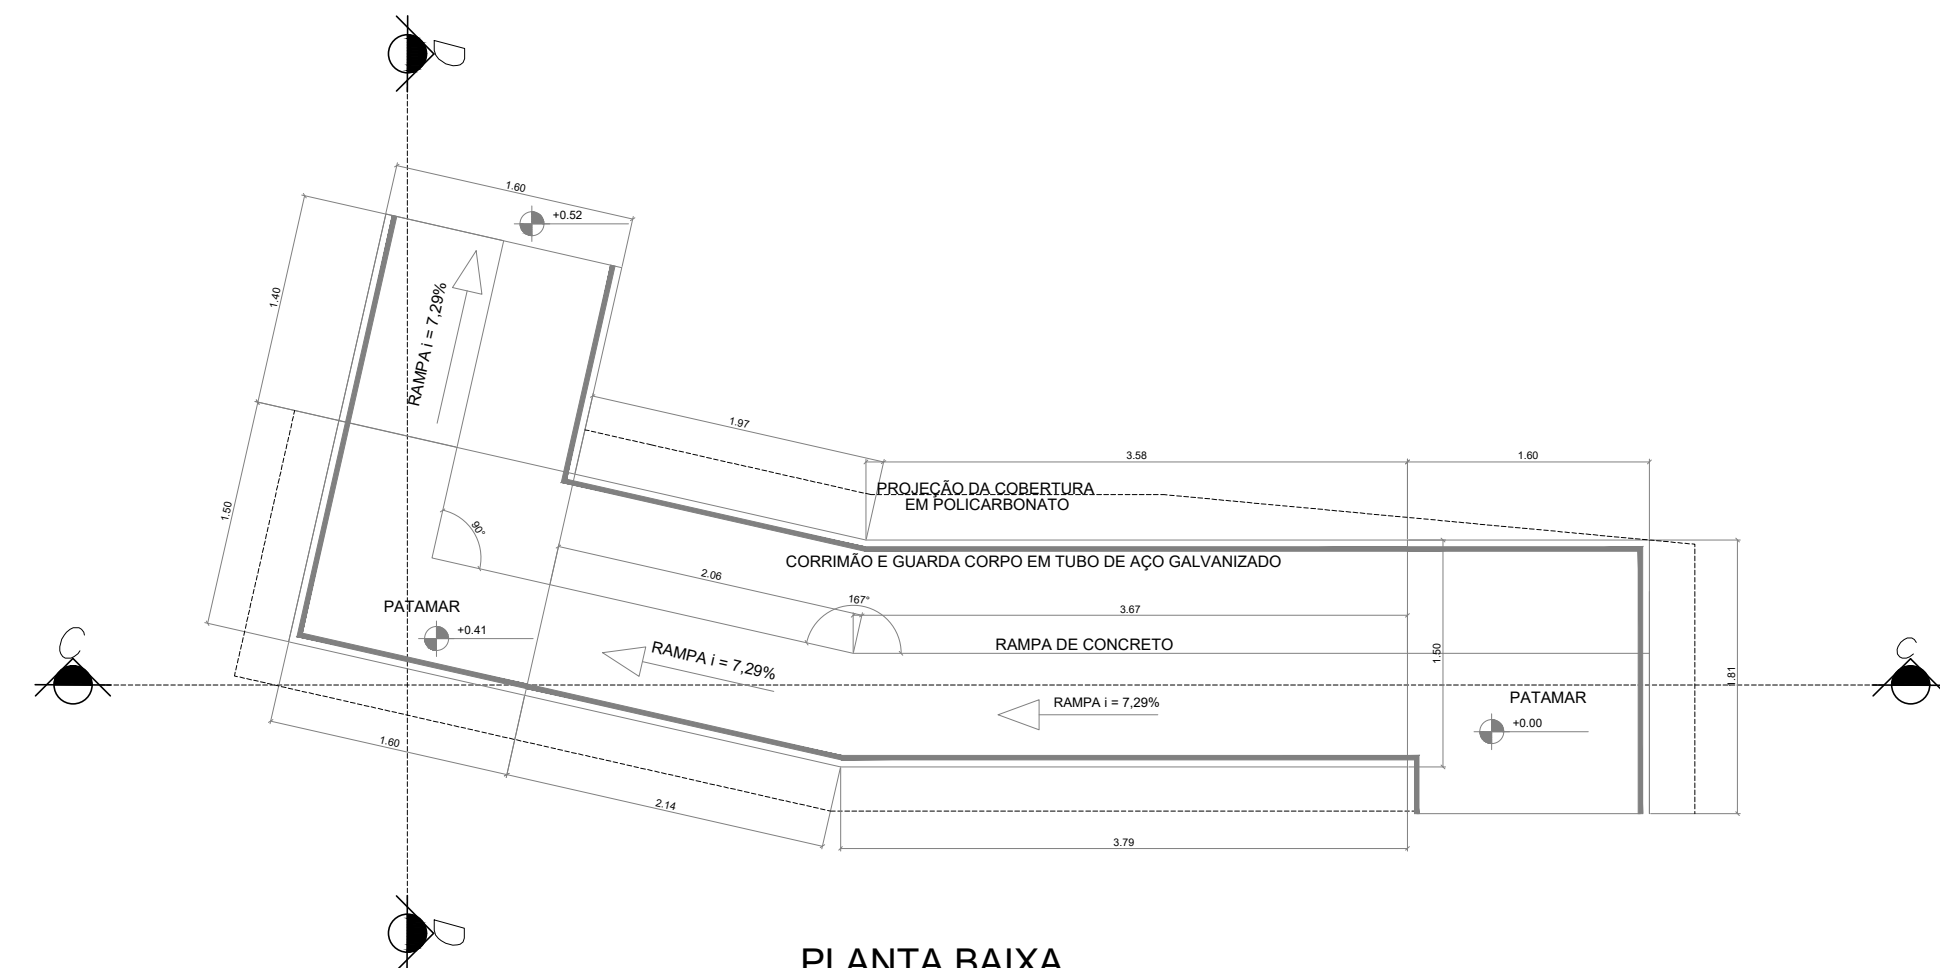 D
1.60
+0.52
1.40
RAMPA i = 7,29%
1.97
3.58
1.60
PROJEÇÃO DA COBERTURA
EM POLICARBONATO
1.50
90°
CORRIMÃO E GUARDA CORPO EM TUBO DE AÇO GALVANIZADO
2.06
167°
3.67
PATAMAR
+0.41
RAMPA DE CONCRETO
C
C
RAMPA i = 7,29%
1.50
1.81
RAMPA i = 7,29%
PATAMAR
+0.00
1.60
2.14
3.79
D
PLANTA BAIXA